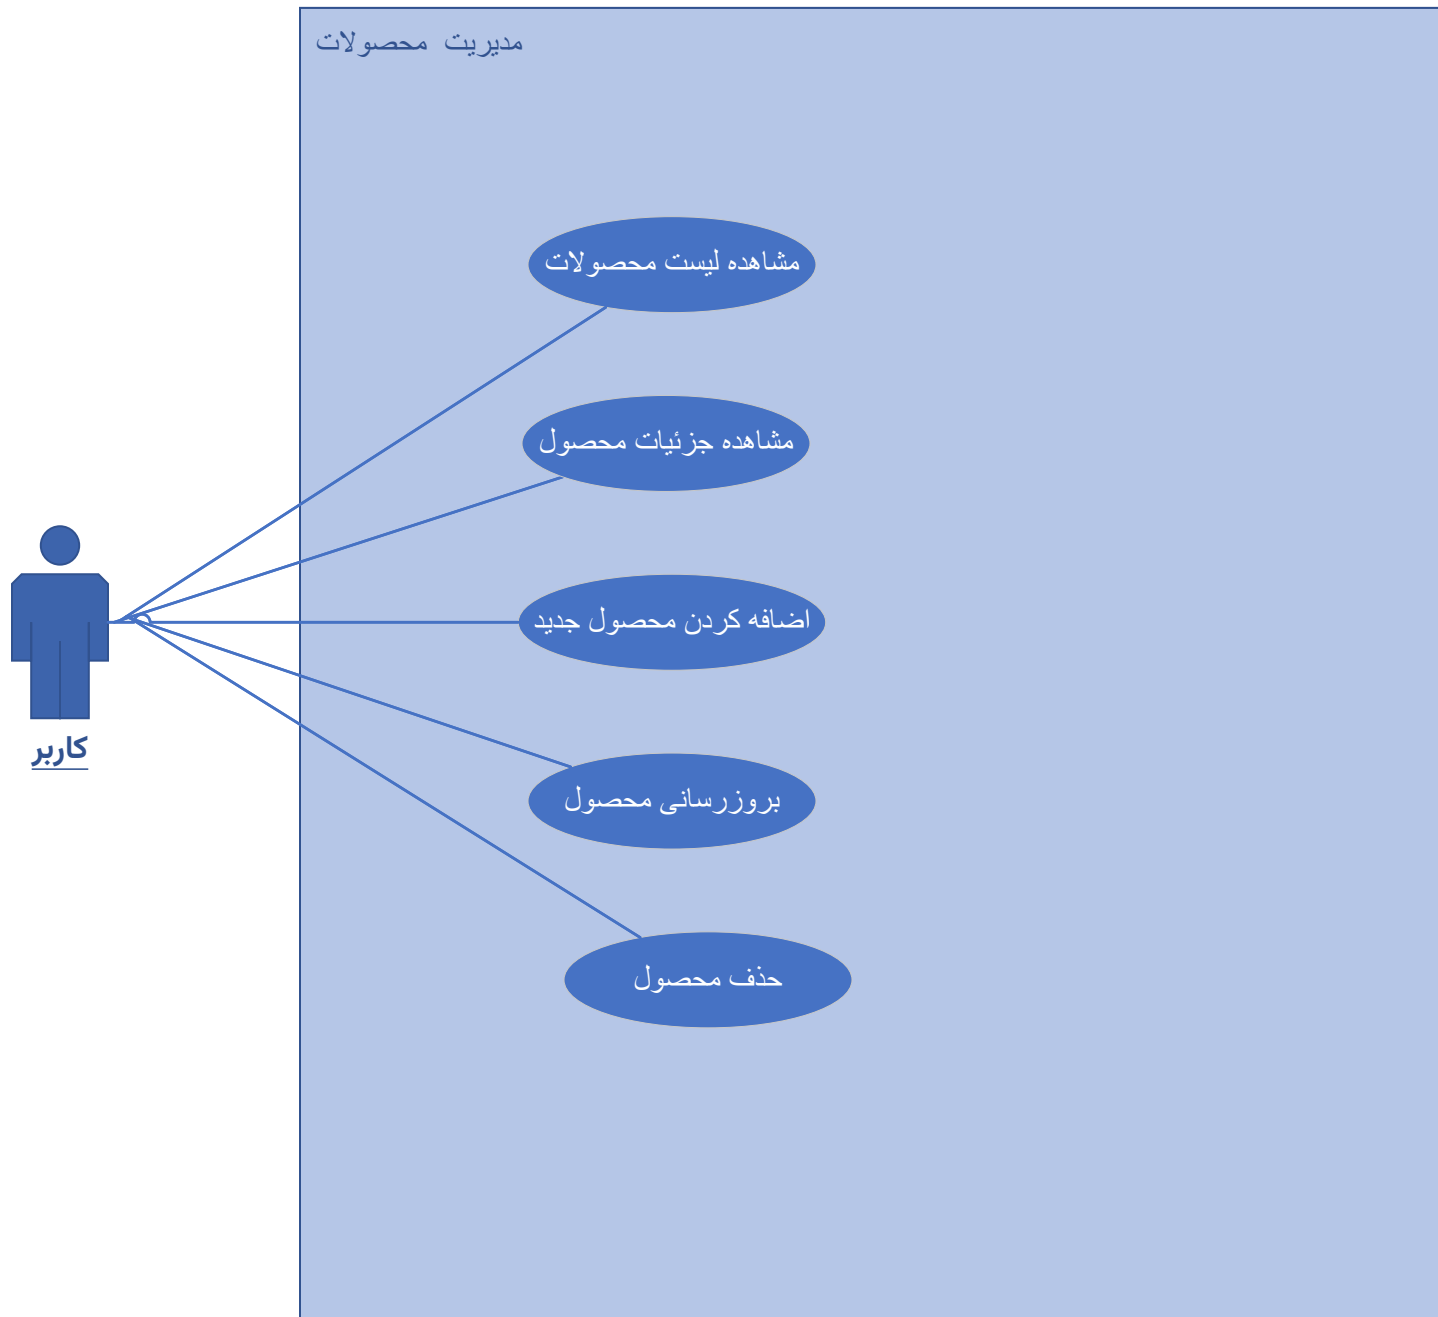 مدیریت محصولات
مشاهده لیست محصولات
مشاهده جزئیات محصول
اضافه کردن محصول جدید
بروزرسانی محصول
حذف محصول
کاربر